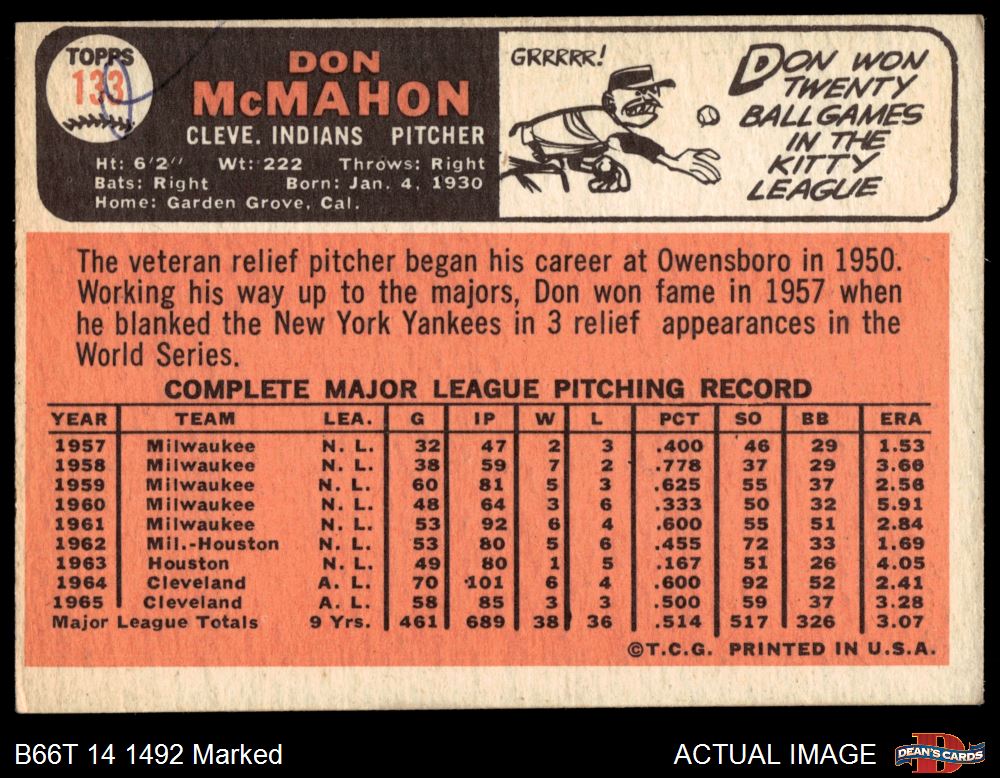 TOPPS
133
DON
McMAHON
CLEVE. INDIANS PITCHER
Ht: 6'2" Wt: 222 Throws: Right
Bats: Right Born: Jan. 4, 1930
Home: Garden Grove, Cal.
GRRRRR!
DON WON
TWENTY
BALLGAMES
IN THE
KITTY
LEAGUE
The veteran relief pitcher began his career at Owensboro in 1950.
Working his way up to the majors, Don won fame in 1957 when
he blanked the New York Yankees in 3 relief appearances in the
World Series.
COMPLETE MAJOR LEAGUE PITCHING RECORD
YEAR TEAM LEA. G IP W L PCT SO BB ERA
1957 Milwaukee N. L. 32 47 2 3 .400 46 29 1.53
1958 Milwaukee N. L. 38 59 7 2 .778 37 29 3.66
1959 Milwaukee N. L. 60 81 5 3 .625 55 37 2.56
1960 Milwaukee N. L. 48 64 3 6 .333 50 32 5.91
1961 Milwaukee N. L. 53 92 6 4 .600 55 51 2.84
1962 Mil.-Houston N. L. 53 80 5 6 .455 72 33 1.69
1963 Houston N. L. 49 80 1 5 .167 51 26 4.05
1964 Cleveland A. L. 70 101 6 4 .600 92 52 2.41
1965 Cleveland A. L. 58 85 3 3 .500 59 37 3.28
Major League Totals 9 Yrs. 461 689 38 36 .514 517 326 3.07
©T.C.G. PRINTED IN U.S.A.
B66T 14 1492 Marked
ACTUAL IMAGE
DEAN'S CARDS